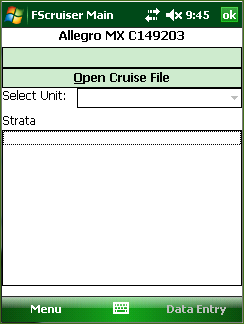 FScruiser Main 9:45 ok
Allegro MX C149203
Open Cruise File
Select Unit:
Strata
Menu Data Entry